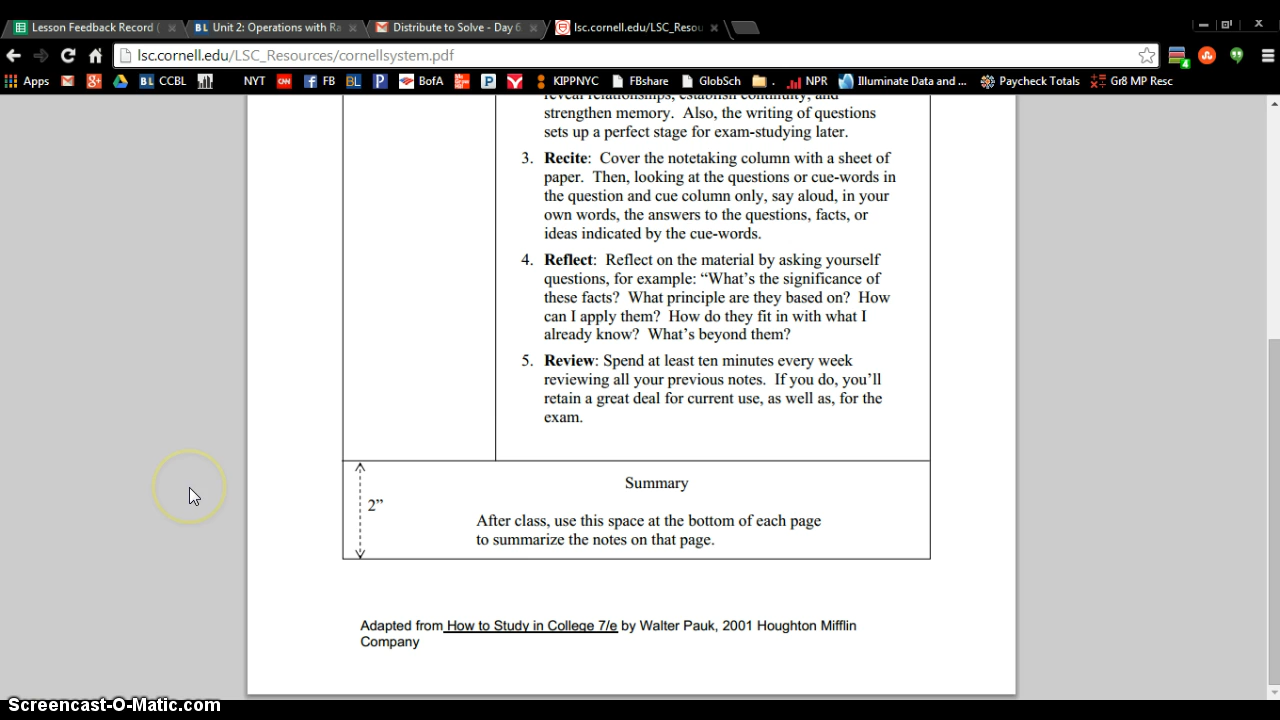 Lesson Feedback Record (
Unit 2: Operations with Ra
Distribute to Solve - Day 6
lsc.cornell.edu/LSC_Resou
lsc.cornell.edu/LSC_Resources/cornellsystem.pdf
Apps CCBL NYT FB BL P BofA P KIPPNYC FBshare GlobSch NPR Illuminate Data and ... Paycheck Totals Gr8 MP Resc
reveal relationships, establish continuity, and
strengthen memory. Also, the writing of questions
sets up a perfect stage for exam-studying later.
3. Recite: Cover the notetaking column with a sheet of
paper. Then, looking at the questions or cue-words in
the question and cue column only, say aloud, in your
own words, the answers to the questions, facts, or
ideas indicated by the cue-words.
4. Reflect: Reflect on the material by asking yourself
questions, for example: “What’s the significance of
these facts? What principle are they based on? How
can I apply them? How do they fit in with what I
already know? What’s beyond them?
5. Review: Spend at least ten minutes every week
reviewing all your previous notes. If you do, you’ll
retain a great deal for current use, as well as, for the
exam.
Summary
2”
After class, use this space at the bottom of each page
to summarize the notes on that page.
Adapted from How to Study in College 7/e by Walter Pauk, 2001 Houghton Mifflin
Company
Screencast-O-Matic.com